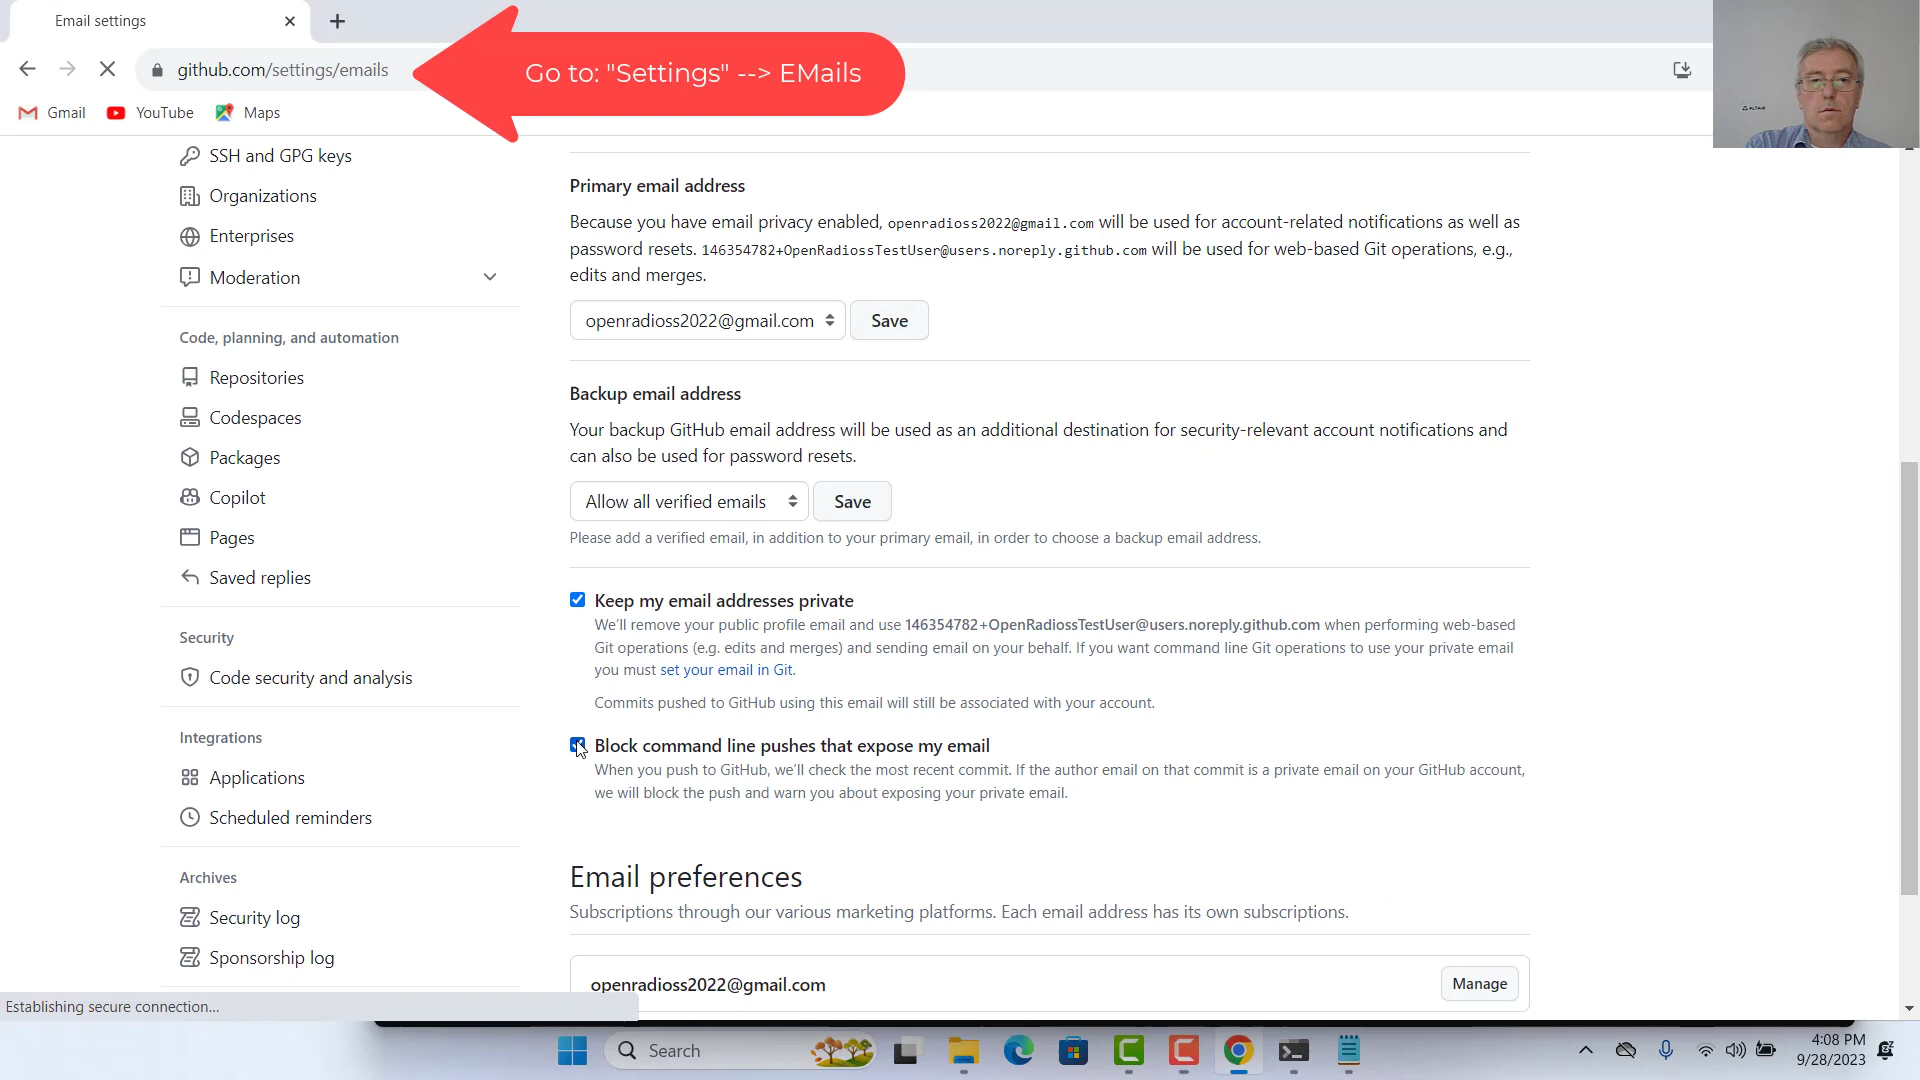 Email settings
github.com/settings/emails
Go to: "Settings" --> EMails
Gmail
YouTube
Maps
ALTAIR
SSH and GPG keys
Organizations
Enterprises
Moderation
Code, planning, and automation
Repositories
Codespaces
Packages
Copilot
Pages
Saved replies
Security
Code security and analysis
Integrations
Applications
Scheduled reminders
Archives
Security log
Sponsorship log
Primary email address
Because you have email privacy enabled, openradioss2022@gmail.com will be used for account-related notifications as well as
password resets. 146354782+OpenRadiossTestUser@users.noreply.github.com will be used for web-based Git operations, e.g.,
edits and merges.
openradioss2022@gmail.com
Save
Backup email address
Your backup GitHub email address will be used as an additional destination for security-relevant account notifications and
can also be used for password resets.
Allow all verified emails
Save
Please add a verified email, in addition to your primary email, in order to choose a backup email address.
Keep my email addresses private
We'll remove your public profile email and use 146354782+OpenRadiossTestUser@users.noreply.github.com when performing web-based
Git operations (e.g. edits and merges) and sending email on your behalf. If you want command line Git operations to use your private email
you must set your email in Git.
Commits pushed to GitHub using this email will still be associated with your account.
Block command line pushes that expose my email
When you push to GitHub, we'll check the most recent commit. If the author email on that commit is a private email on your GitHub account,
we will block the push and warn you about exposing your private email.
Email preferences
Subscriptions through our various marketing platforms. Each email address has its own subscriptions.
openradioss2022@gmail.com
Manage
Establishing secure connection...
Search
4:08 PM
9/28/2023